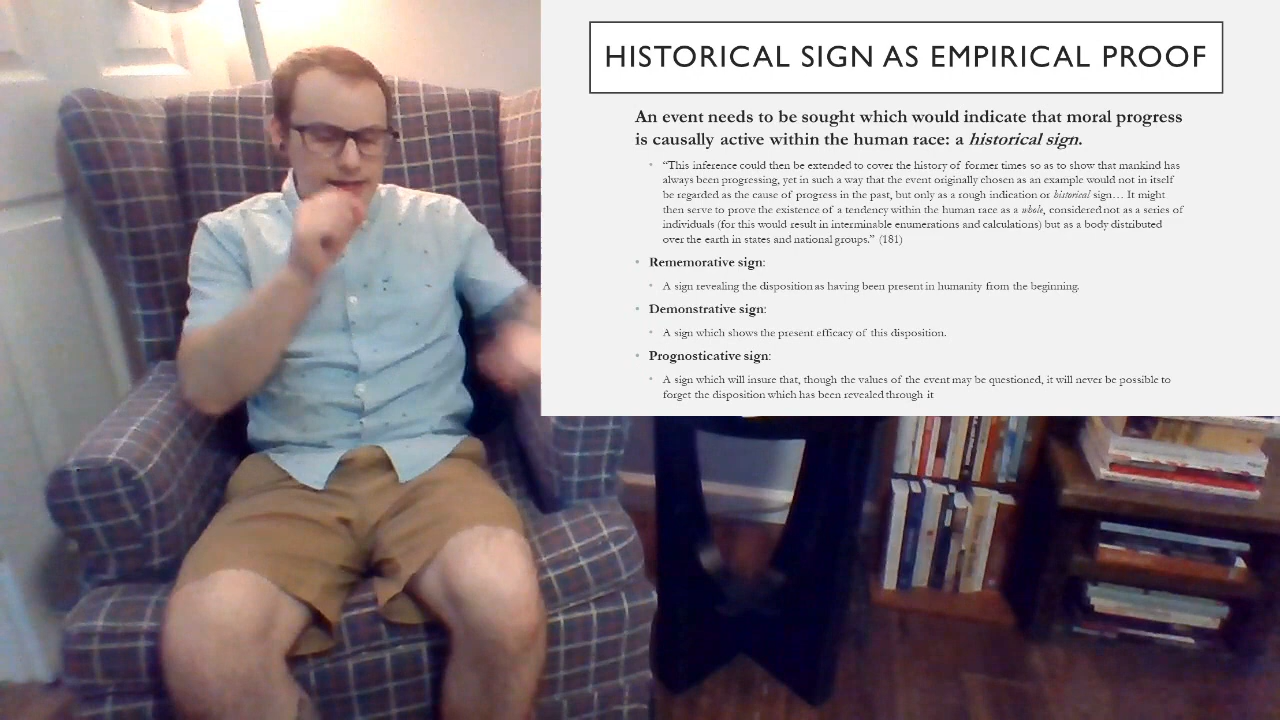 HISTORICAL SIGN AS EMPIRICAL PROOF
An event needs to be sought which would indicate that moral progress
is causally active within the human race: a historical sign.
• “This inference could then be extended to cover the history of former times so as to show that mankind has
always been progressing, yet in such a way that the event originally chosen as an example would not in itself
be regarded as the cause of progress in the past, but only as a rough indication or historical sign… It might
then serve to prove the existence of a tendency within the human race as a whole, considered not as a series of
individuals (for this would result in interminable enumerations and calculations) but as a body distributed
over the earth in states and national groups.” (181)
• Rememorative sign:
• A sign revealing the disposition as having been present in humanity from the beginning.
• Demonstrative sign:
• A sign which shows the present efficacy of this disposition.
• Prognosticative sign:
• A sign which will insure that, though the values of the event may be questioned, it will never be possible to
forget the disposition which has been revealed through it